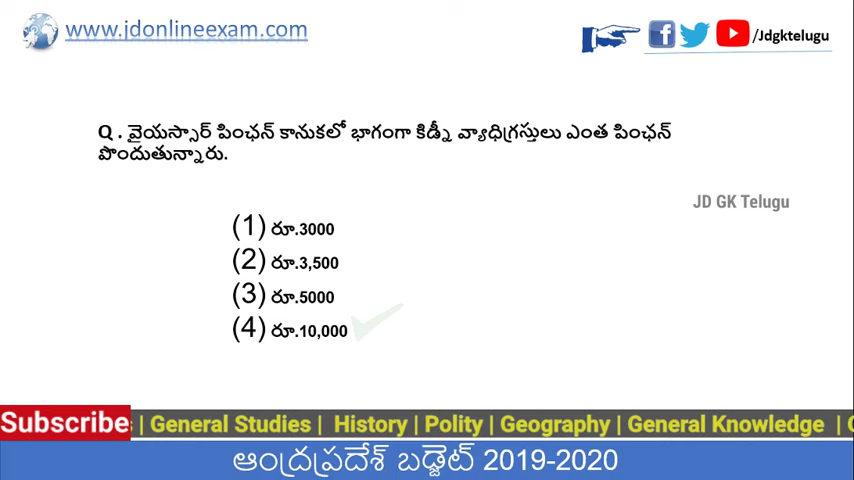 www.jdonlineexam.com
/Jdgktelugu
Q . వైయస్సార్ పింఛన్ కానుకలో భాగంగా కిడ్నీ వ్యాధిగ్రస్తులు ఎంత పింఛన్
పొందుతున్నారు.
JD GK Telugu
(1) రూ.3000
(2) రూ.3,500
(3) రూ.5000
(4) రూ.10,000
Subscribe | General Studies | History | Polity | Geography | General Knowledge |
ఆంధ్రప్రదేశ్ బడ్జెట్ 2019-2020